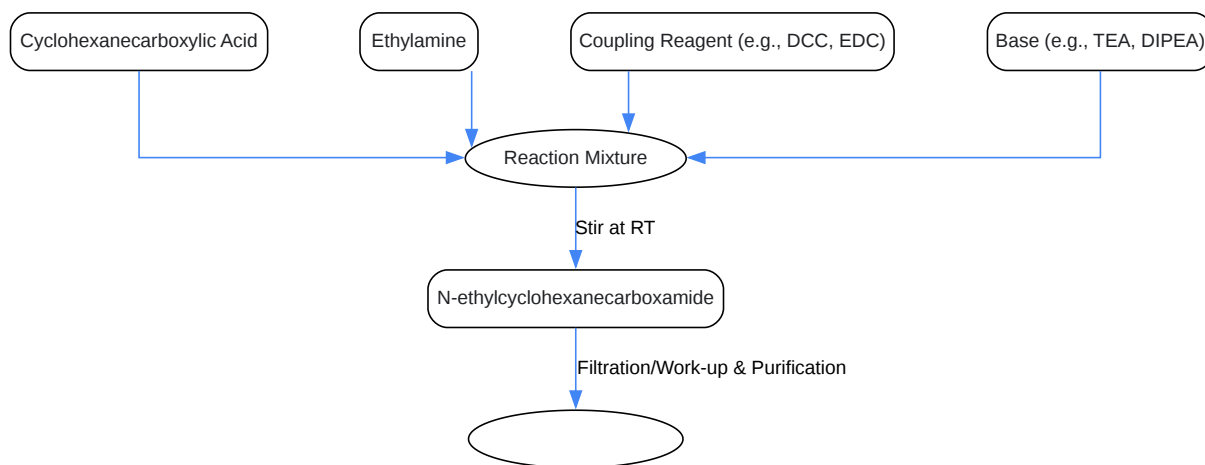 Cyclohexanecarboxylic Acid
Ethylamine
Coupling Reagent (e.g., DCC, EDC)
Base (e.g., TEA, DIPEA)
Reaction Mixture
Stir at RT
N-ethylcyclohexanecarboxamide
Filtration/Work-up & Purification